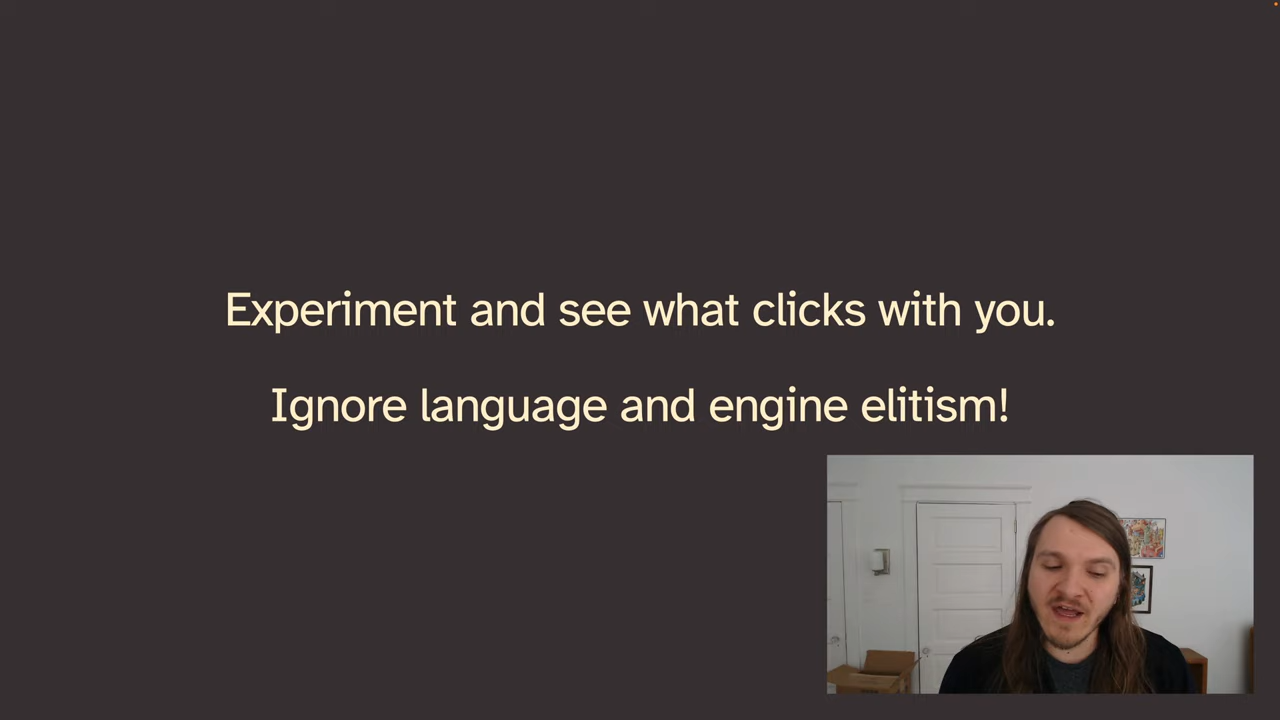 Experiment and see what clicks with you.
Ignore language and engine elitism!